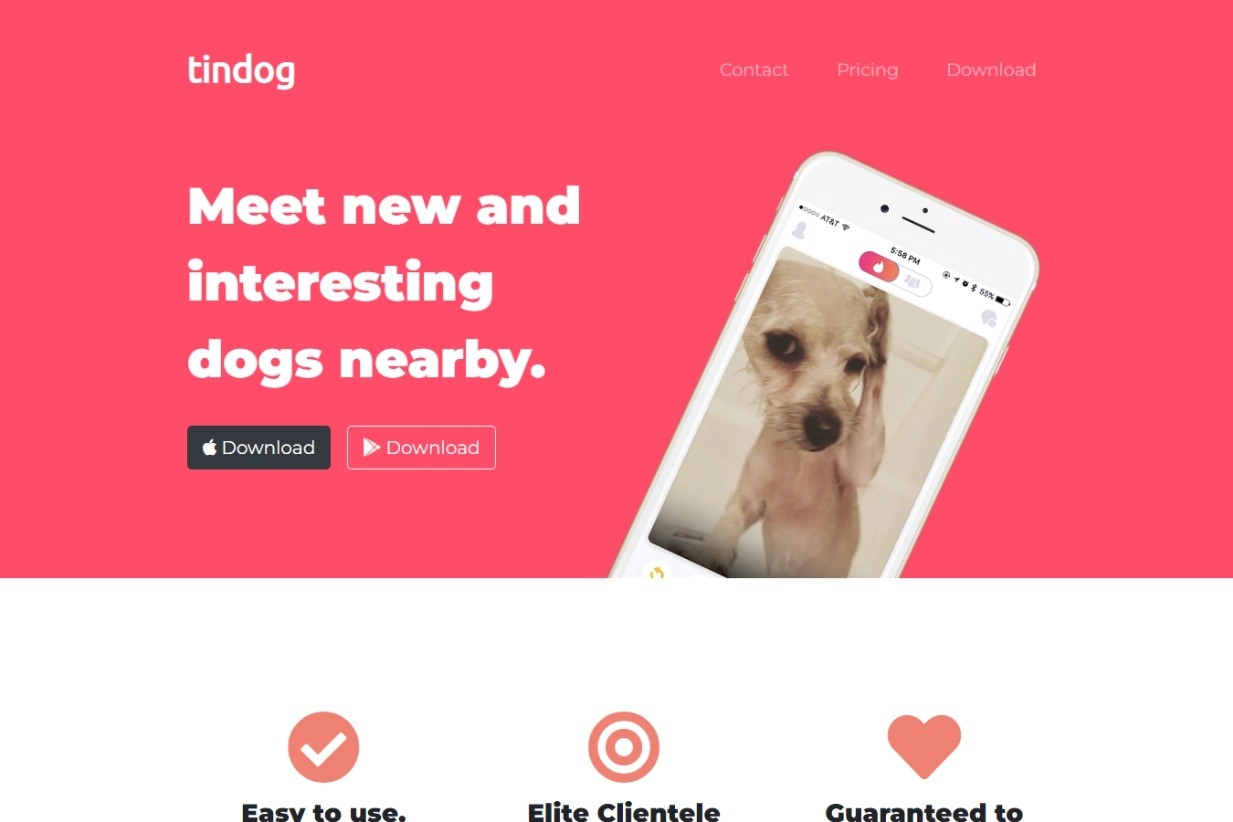 tindog
Contact Pricing Download
Meet new and
interesting
dogs nearby.
Download Download
AT&T
5:58 PM
55%
Easy to use.
Elite Clientele
Guaranteed to